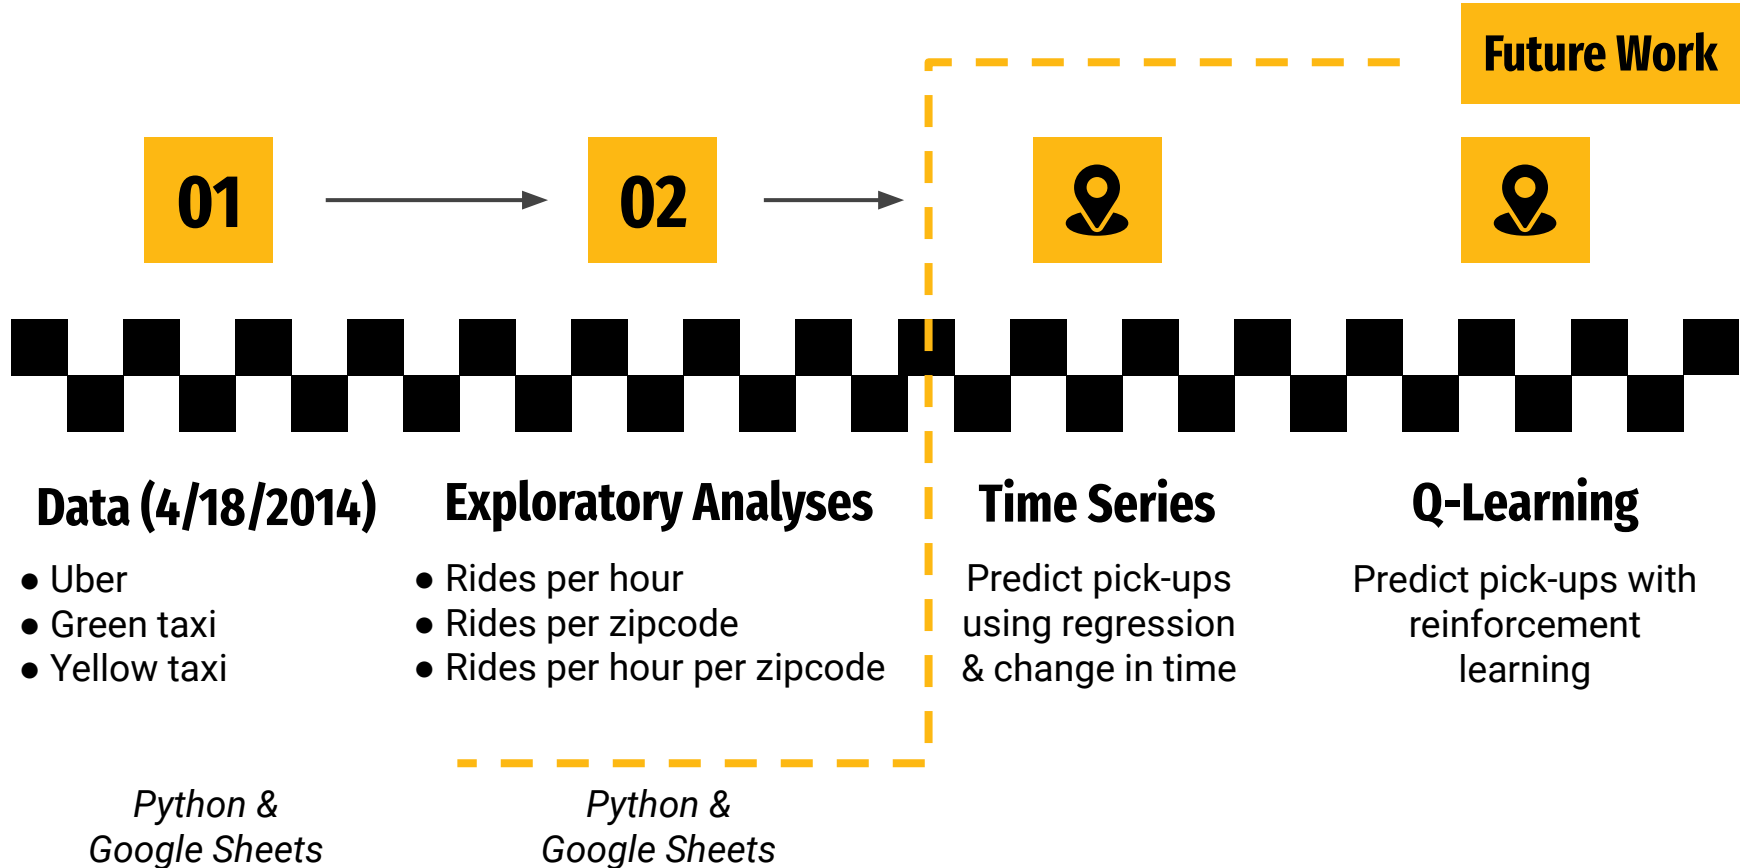 Future Work
01
02
Data (4/18/2014)
● Uber
● Green taxi
● Yellow taxi
Python &
Google Sheets
Exploratory Analyses
● Rides per hour
● Rides per zipcode
● Rides per hour per zipcode
Python &
Google Sheets
Time Series
Predict pick-ups
using regression
& change in time
Q-Learning
Predict pick-ups with
reinforcement
learning